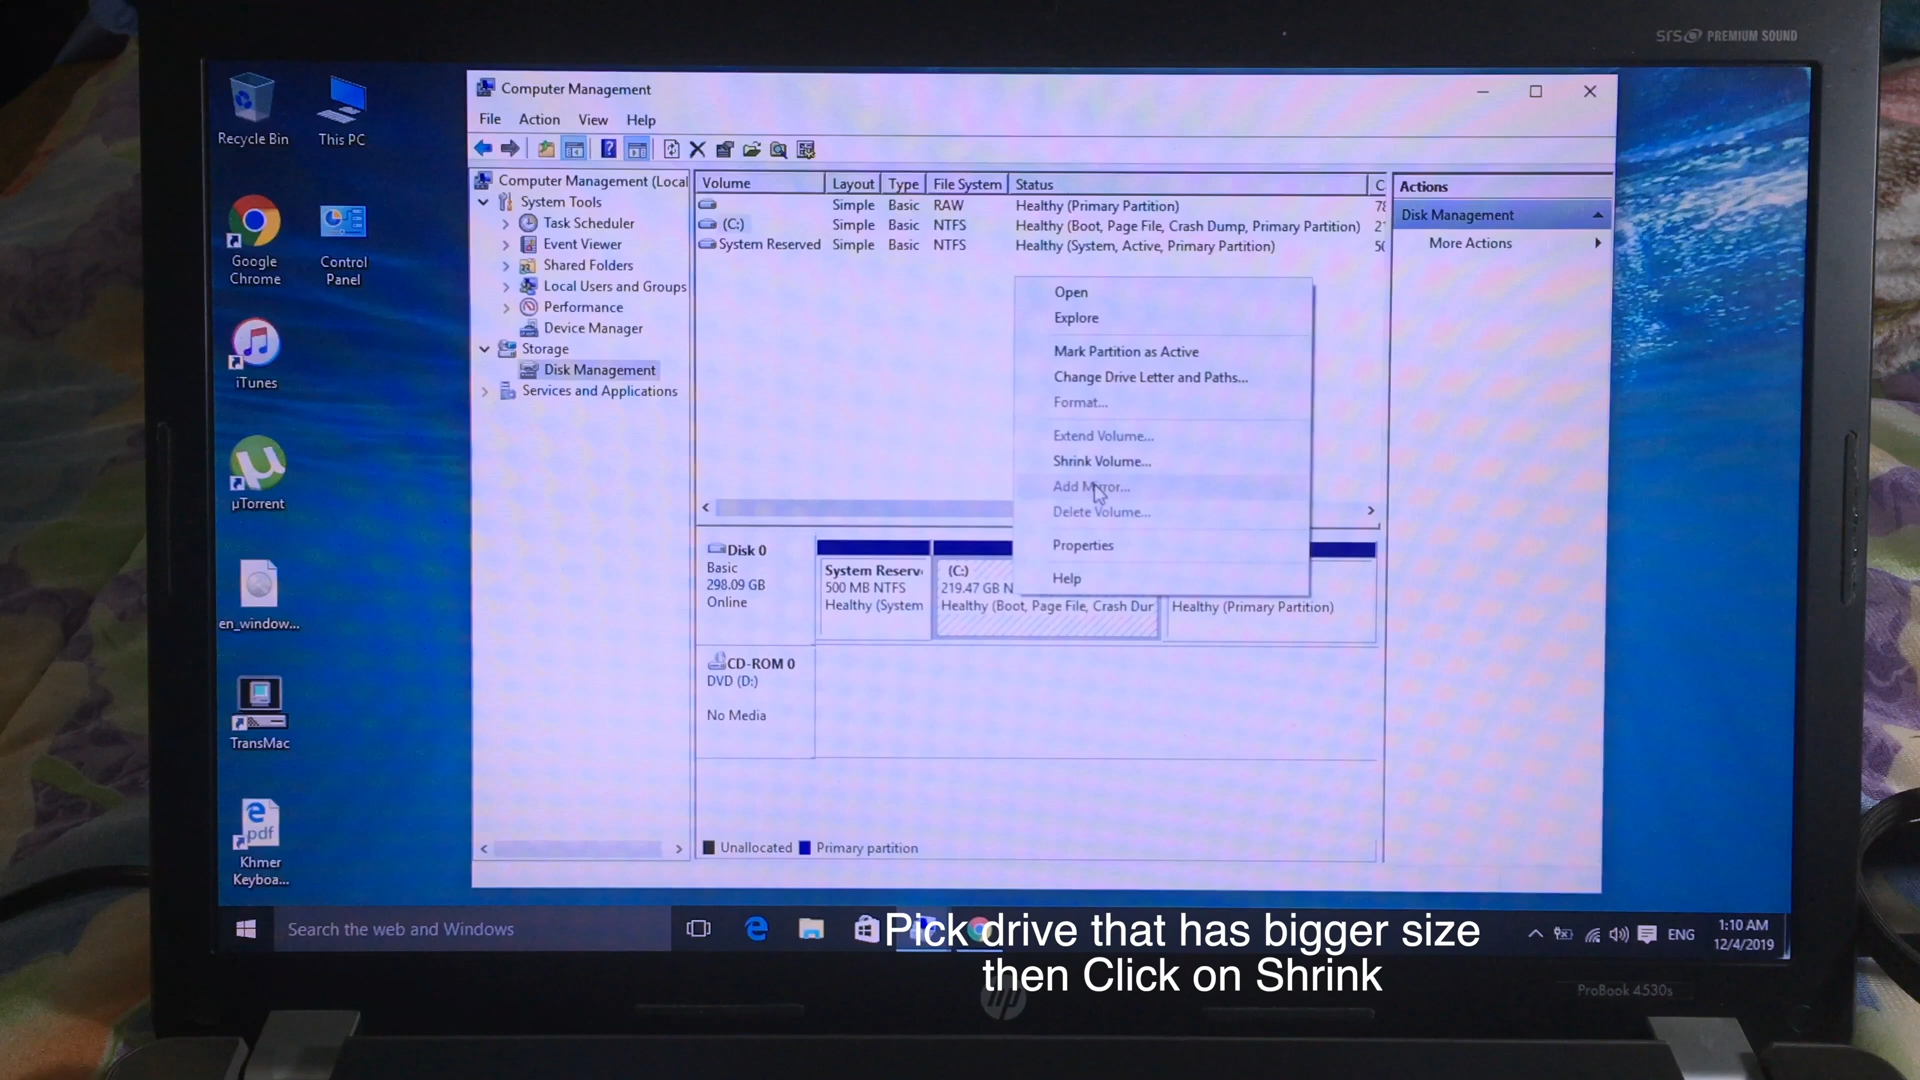 srs PREMIUM SOUND
Recycle Bin
This PC
Google
Chrome
Control
Panel
iTunes
µTorrent
en_window...
TransMac
pdf
Khmer
Keyboa...
Computer Management
File Action View Help
Computer Management (Local
System Tools
Task Scheduler
Event Viewer
Shared Folders
Local Users and Groups
Performance
Device Manager
Storage
Disk Management
Services and Applications
Volume Layout Type File System Status C
Simple Basic RAW Healthy (Primary Partition)
(C:) Simple Basic NTFS Healthy (Boot, Page File, Crash Dump, Primary Partition)
System Reserved Simple Basic NTFS Healthy (System, Active, Primary Partition)
Actions
Disk Management
More Actions
Open
Explore
Mark Partition as Active
Change Drive Letter and Paths...
Format...
Extend Volume...
Shrink Volume...
Add Mirror...
Delete Volume...
Properties
Help
Disk 0
Basic
298.09 GB
Online
System Reserv
500 MB NTFS
Healthy (System
(C:)
219.47 GB N
Healthy (Boot, Page File, Crash Dur
Healthy (Primary Partition)
CD-ROM 0
DVD (D:)
No Media
Unallocated Primary partition
Search the web and Windows
ENG
1:10 AM
12/4/2019
Pick drive that has bigger size
then Click on Shrink
hp
ProBook 4530s